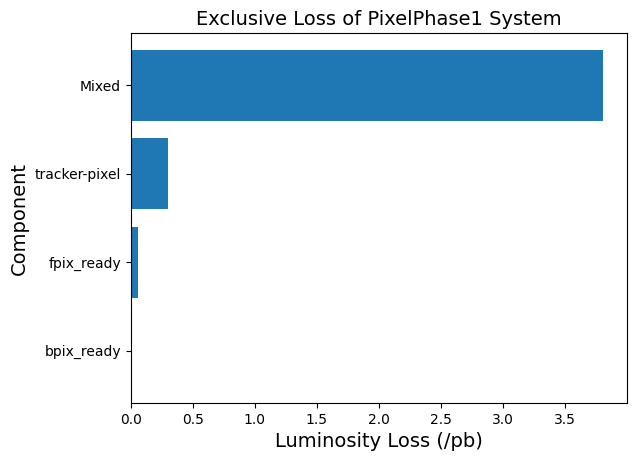 Exclusive Loss of PixelPhase1 System
Component
Mixed
tracker-pixel
fpix_ready
bpix_ready
0.0 0.5 1.0 1.5 2.0 2.5 3.0 3.5
Luminosity Loss (/pb)